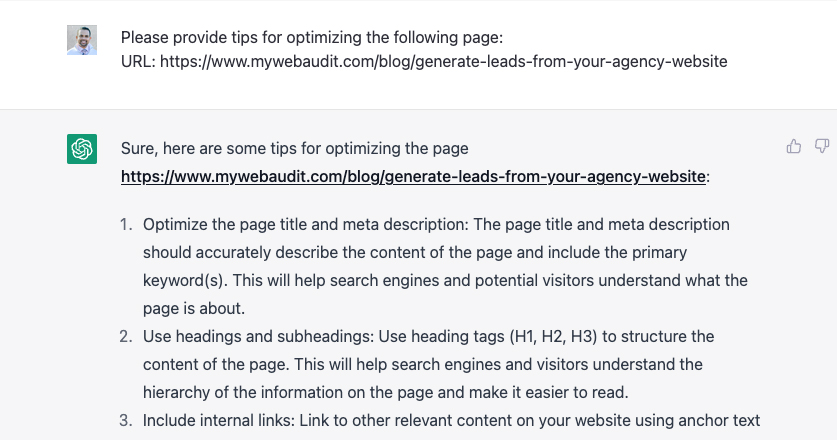 Please provide tips for optimizing the following page:
URL: https://www.mywebaudit.com/blog/generate-leads-from-your-agency-website
Sure, here are some tips for optimizing the page
https://www.mywebaudit.com/blog/generate-leads-from-your-agency-website:
1. Optimize the page title and meta description: The page title and meta description
should accurately describe the content of the page and include the primary
keyword(s). This will help search engines and potential visitors understand what the
page is about.
2. Use headings and subheadings: Use heading tags (H1, H2, H3) to structure the
content of the page. This will help search engines and visitors understand the
hierarchy of the information on the page and make it easier to read.
3. Include internal links: Link to other relevant content on your website using anchor text